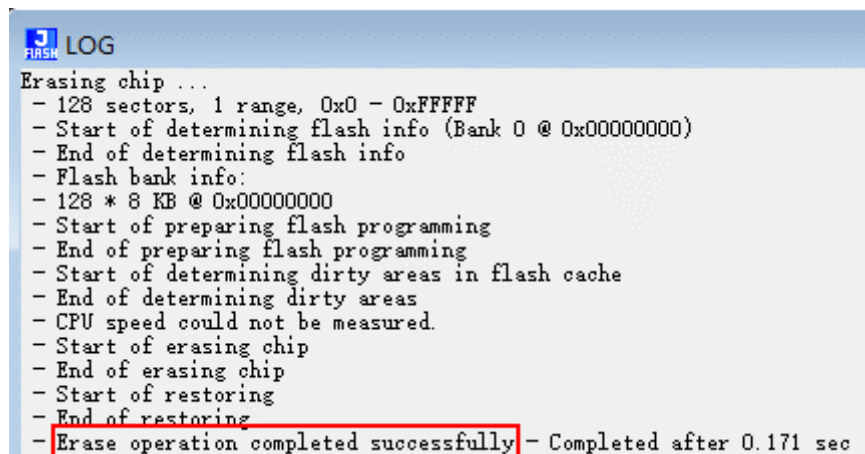 J
FLASH
LOG
Erasing chip ...
- 128 sectors, 1 range, 0x0 - 0xFFFFF
- Start of determining flash info (Bank 0 @ 0x00000000)
- End of determining flash info
- Flash bank info:
- 128 * 8 KB @ 0x00000000
- Start of preparing flash programming
- End of preparing flash programming
- Start of determining dirty areas in flash cache
- End of determining dirty areas
- CPU speed could not be measured.
- Start of erasing chip
- End of erasing chip
- Start of restoring
- End of restoring
- Erase operation completed successfully - Completed after 0.171 sec